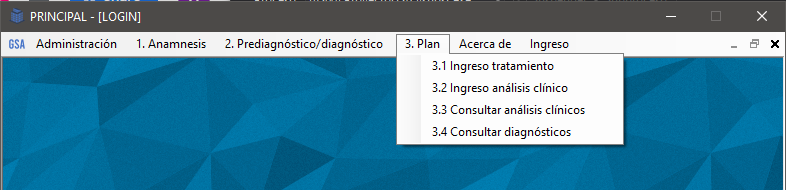 PRINCIPAL - [LOGIN]
GSA Administración 1. Anamnesis 2. Prediagnóstico/diagnóstico 3. Plan Acerca de Ingreso
3.1 Ingreso tratamiento
3.2 Ingreso análisis clínico
3.3 Consultar análisis clínicos
3.4 Consultar diagnósticos